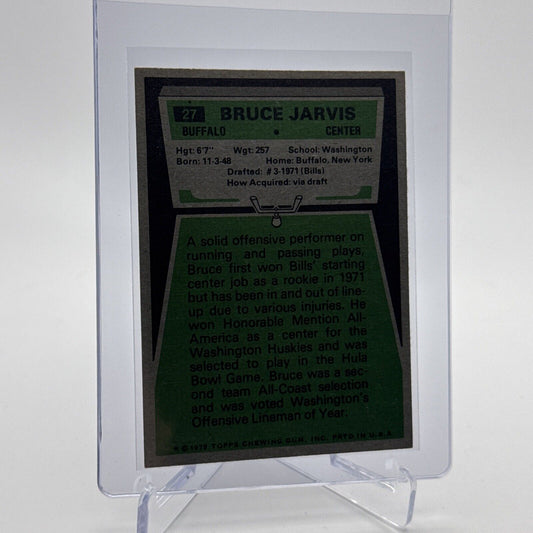 27 BRUCE JARVIS
BUFFALO • CENTER
Hgt: 6'7" Wgt: 257 School: Washington
Born: 11-3-48 Home: Buffalo, New York
Drafted: #3-1971 (Bills)
How Acquired: via draft
A solid offensive performer on
running and passing plays,
Bruce first won Bills' starting
center job as a rookie in 1971
but has been in and out of line-
up due to various injuries. He
won Honorable Mention All-
America as a center for the
Washington Huskies and was
selected to play in the Hula
Bowl Game. Bruce was a sec-
ond team All-Coast selection
and was voted Washington's
Offensive Lineman of Year.
© 1975 TOPPS CHEWING GUM, INC. PRTD. IN U.S.A.